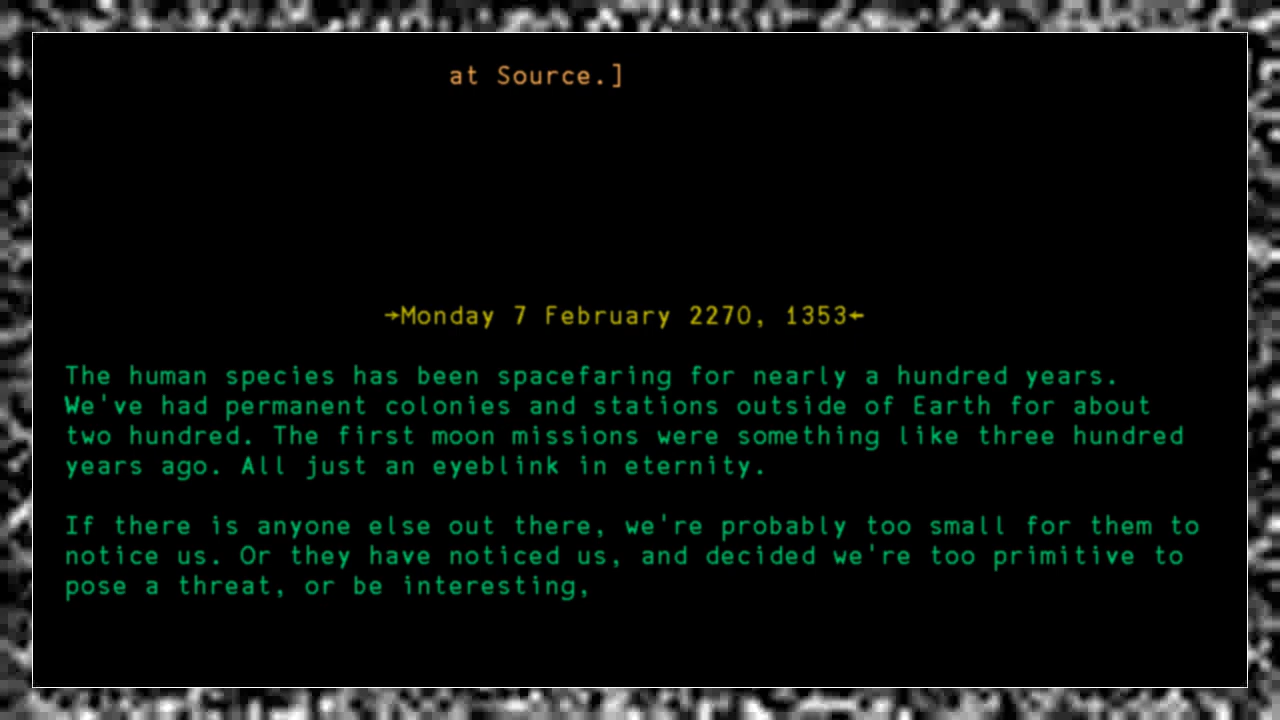 at Source.]
→Monday 7 February 2270, 1353←
The human species has been spacefaring for nearly a hundred years.
We've had permanent colonies and stations outside of Earth for about
two hundred. The first moon missions were something like three hundred
years ago. All just an eyeblink in eternity.
If there is anyone else out there, we're probably too small for them to
notice us. Or they have noticed us, and decided we're too primitive to
pose a threat, or be interesting,